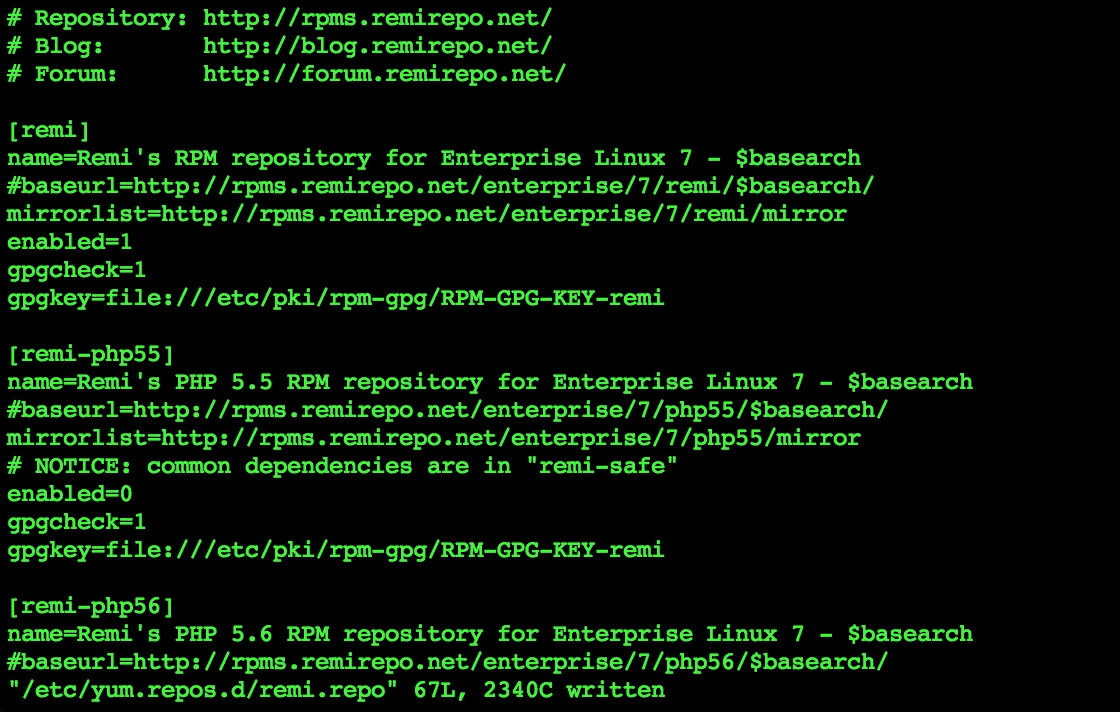 # Repository: http://rpms.remirepo.net/
# Blog:       http://blog.remirepo.net/
# Forum:      http://forum.remirepo.net/
[remi]
name=Remi's RPM repository for Enterprise Linux 7 - $basearch
#baseurl=http://rpms.remirepo.net/enterprise/7/remi/$basearch/
mirrorlist=http://rpms.remirepo.net/enterprise/7/remi/mirror
enabled=1
gpgcheck=1
gpgkey=file:///etc/pki/rpm-gpg/RPM-GPG-KEY-remi
[remi-php55]
name=Remi's PHP 5.5 RPM repository for Enterprise Linux 7 - $basearch
#baseurl=http://rpms.remirepo.net/enterprise/7/php55/$basearch/
mirrorlist=http://rpms.remirepo.net/enterprise/7/php55/mirror
# NOTICE: common dependencies are in "remi-safe"
enabled=0
gpgcheck=1
gpgkey=file:///etc/pki/rpm-gpg/RPM-GPG-KEY-remi
[remi-php56]
name=Remi's PHP 5.6 RPM repository for Enterprise Linux 7 - $basearch
#baseurl=http://rpms.remirepo.net/enterprise/7/php56/$basearch/
"/etc/yum.repos.d/remi.repo" 67L, 2340C written